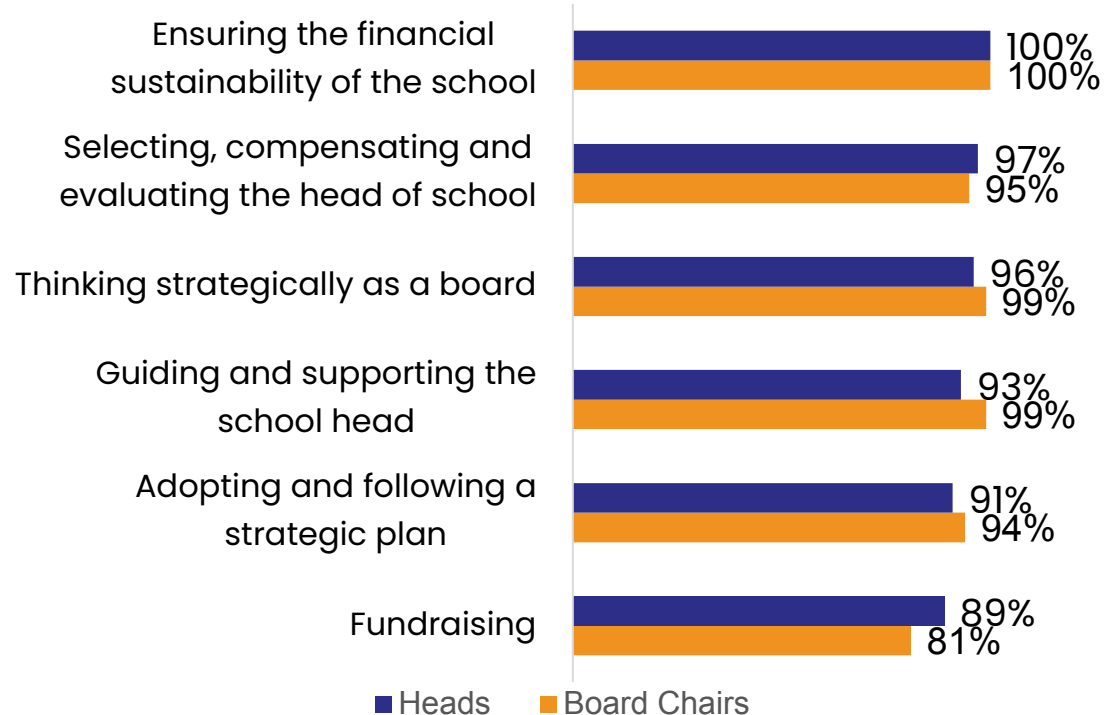 Ensuring the financial
sustainability of the school
100%
100%
Selecting, compensating and
evaluating the head of school
97%
95%
Thinking strategically as a board
96%
99%
Guiding and supporting the
school head
93%
99%
Adopting and following a
strategic plan
91%
94%
Fundraising
89%
81%
Heads
Board Chairs